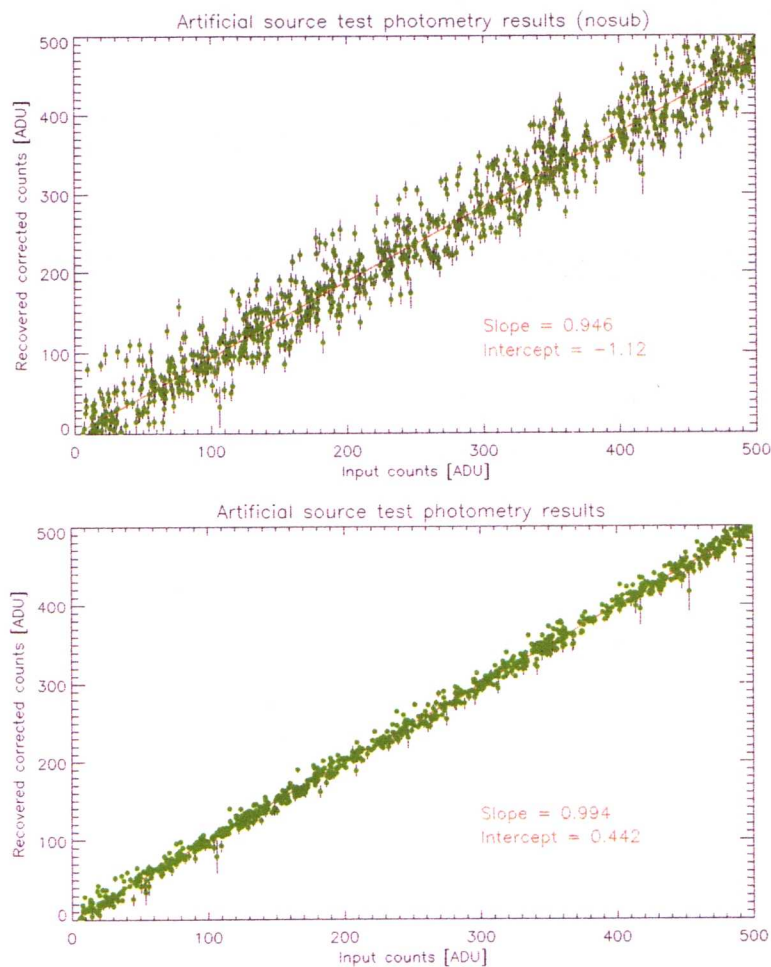 Artificial source test photometry results (nosub)
500
400
300
200
100
0
Recovered corrected counts [ADU]
Slope = 0.946
Intercept = -1.12
0 100 200 300 400 500
Input counts [ADU]
Artificial source test photometry results
500
400
300
200
100
0
Recovered corrected counts [ADU]
Slope = 0.994
Intercept = 0.442
0 100 200 300 400 500
Input counts [ADU]